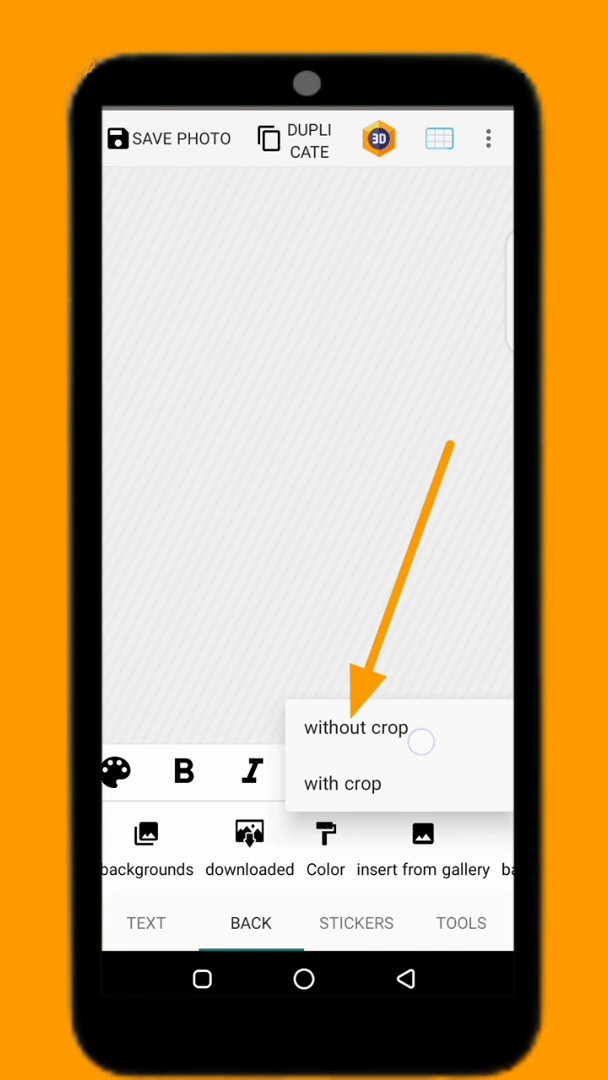 SAVE PHOTO
DUPLI
CATE
3D
without crop
with crop
B
I
backgrounds
downloaded
Color
insert from gallery
ba
TEXT
BACK
STICKERS
TOOLS